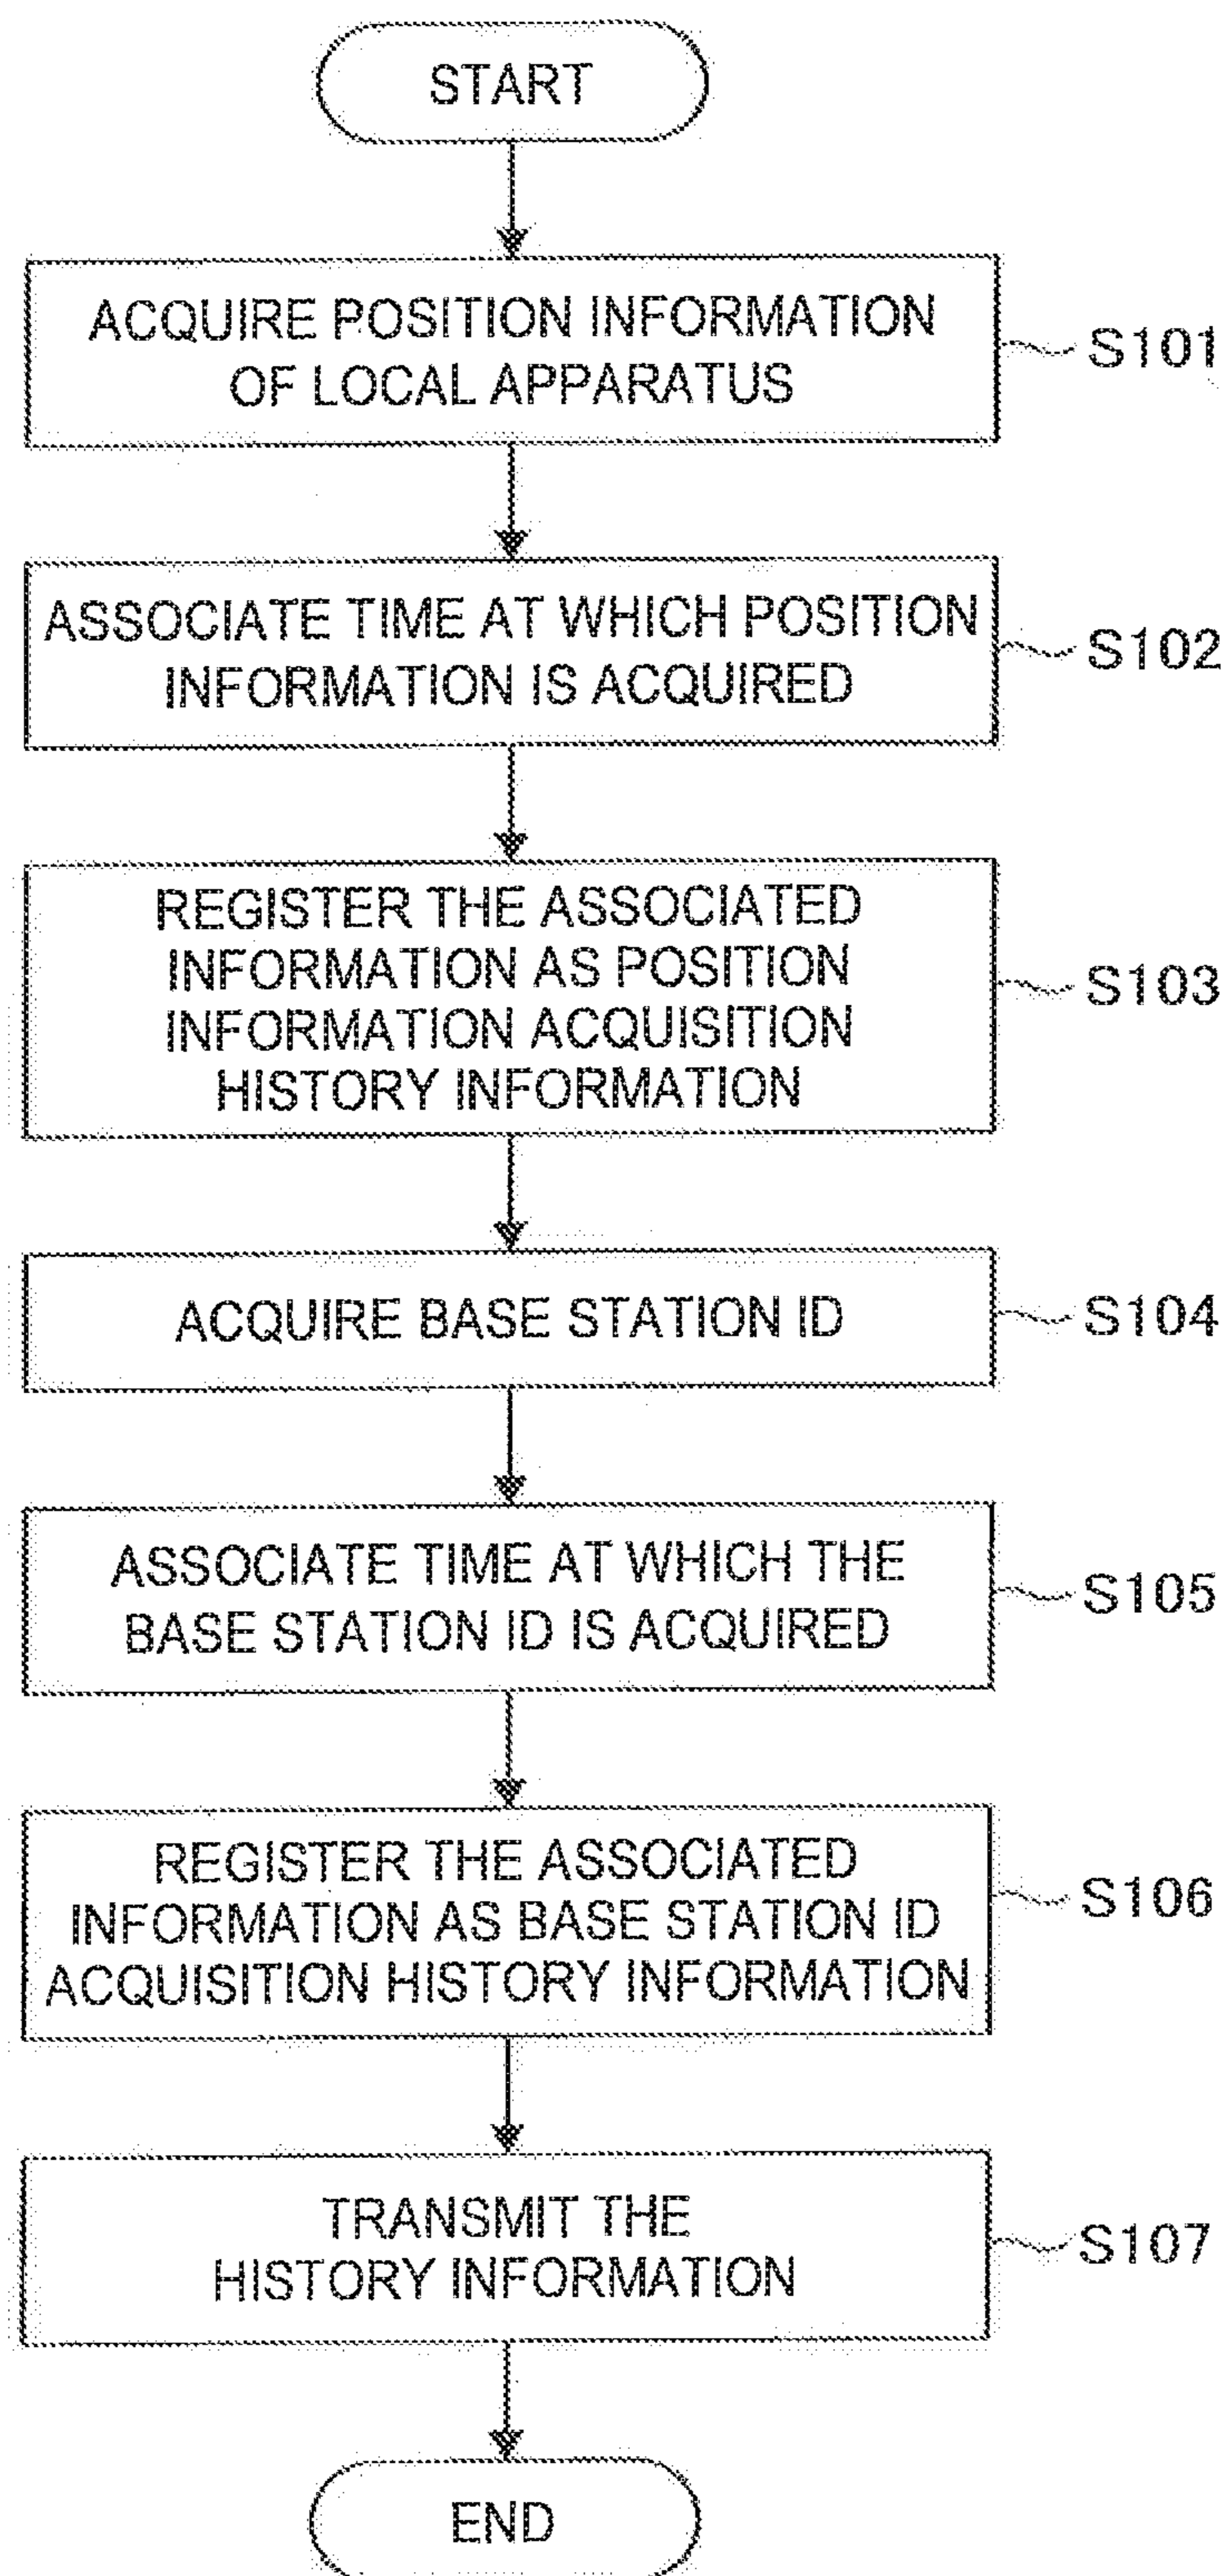 START
ACQUIRE POSITION INFORMATION
OF LOCAL APPARATUS
S101
ASSOCIATE TIME AT WHICH POSITION
INFORMATION IS ACQUIRED
S102
REGISTER THE ASSOCIATED
INFORMATION AS POSITION
INFORMATION ACQUISITION
HISTORY INFORMATION
S103
ACQUIRE BASE STATION ID
S104
ASSOCIATE TIME AT WHICH THE
BASE STATION ID IS ACQUIRED
S105
REGISTER THE ASSOCIATED
INFORMATION AS BASE STATION ID
ACQUISITION HISTORY INFORMATION
S106
TRANSMIT THE
HISTORY INFORMATION
S107
END